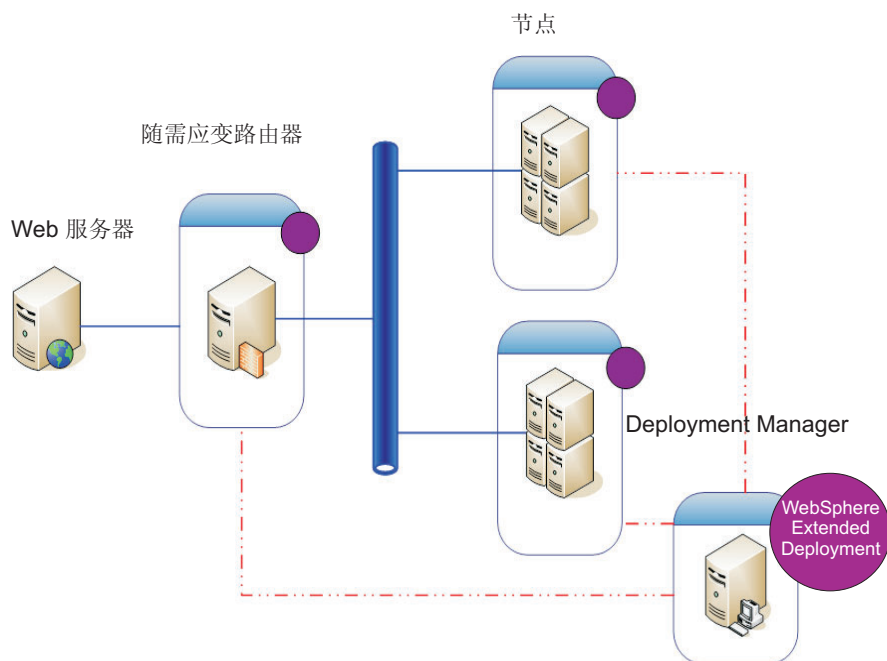 节点
随需应变路由器
Web 服务器
Deployment Manager
WebSphere
Extended
Deployment